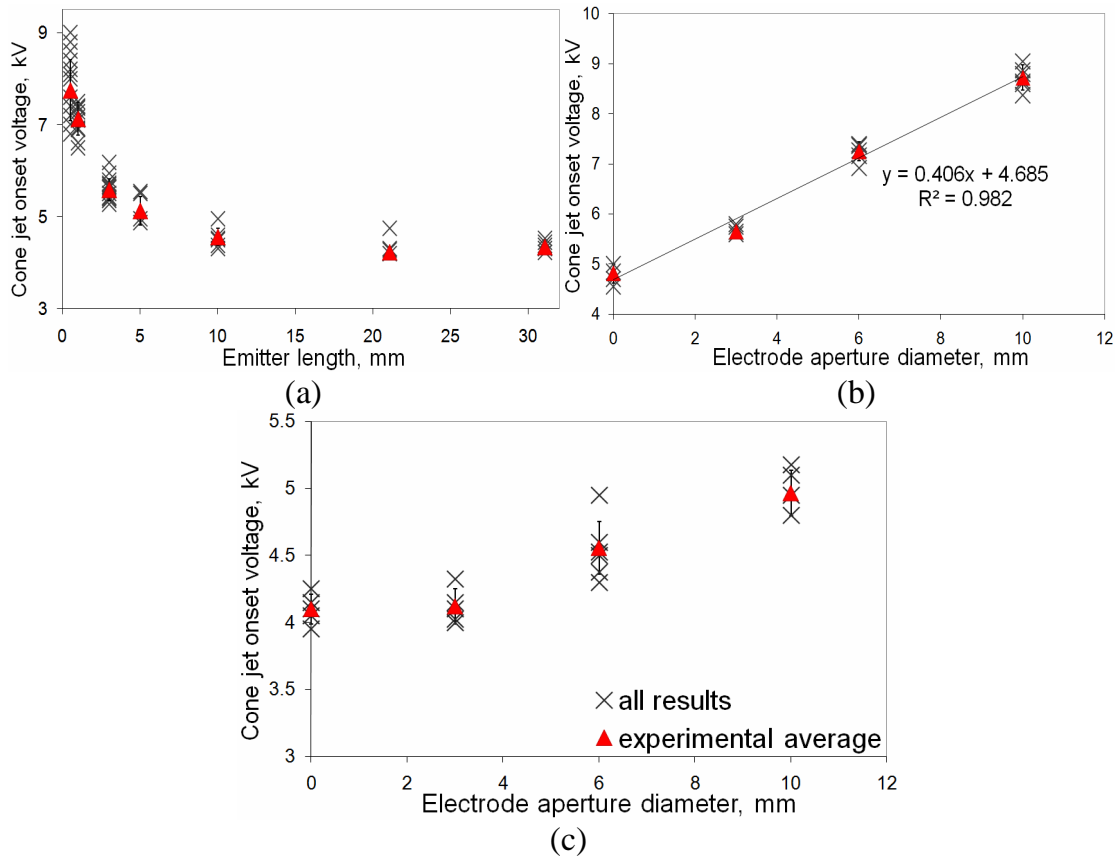 Cone jet onset voltage, kV
9
7
5
3
0 5 10 15 20 25 30
Emitter length, mm
(a)
Cone jet onset voltage, kV
10
9
8
7
6
5
4
y = 0.406x + 4.685
R² = 0.982
0 2 4 6 8 10 12
Electrode aperture diameter, mm
(b)
Cone jet onset voltage, kV
5.5
5
4.5
4
3.5
3
all results
experimental average
0 2 4 6 8 10 12
Electrode aperture diameter, mm
(c)